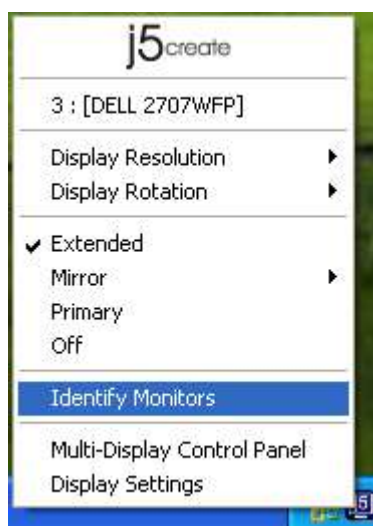 j5create
3 : [DELL 2707WFP]
Display Resolution
Display Rotation
Extended
Mirror
Primary
Off
Identify Monitors
Multi-Display Control Panel
Display Settings
5